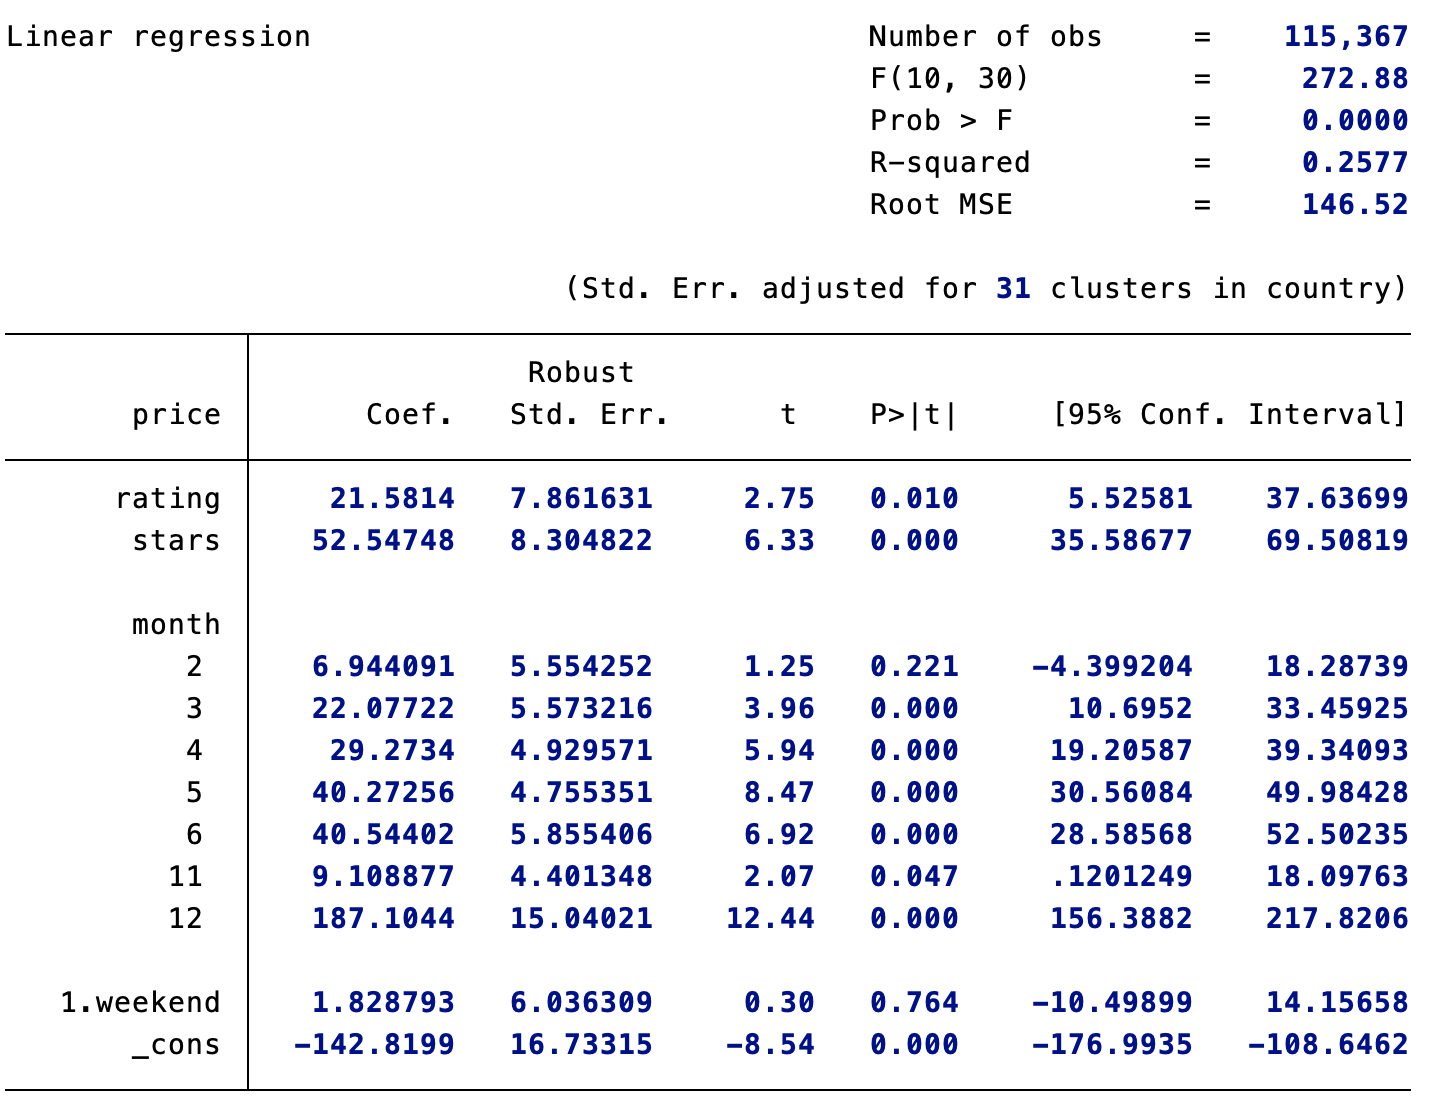 Linear regression Number of obs = 115,367
F(10, 30) = 272.88
Prob > F = 0.0000
R-squared = 0.2577
Root MSE = 146.52
(Std. Err. adjusted for 31 clusters in country)
Robust
price Coef. Std. Err. t P>|t| [95% Conf. Interval]
rating 21.5814 7.861631 2.75 0.010 5.52581 37.63699
stars 52.54748 8.304822 6.33 0.000 35.58677 69.50819
month
2 6.944091 5.554252 1.25 0.221 -4.399204 18.28739
3 22.07722 5.573216 3.96 0.000 10.6952 33.45925
4 29.2734 4.929571 5.94 0.000 19.20587 39.34093
5 40.27256 4.755351 8.47 0.000 30.56084 49.98428
6 40.54402 5.855406 6.92 0.000 28.58568 52.50235
11 9.108877 4.401348 2.07 0.047 .1201249 18.09763
12 187.1044 15.04021 12.44 0.000 156.3882 217.8206
1.weekend 1.828793 6.036309 0.30 0.764 -10.49899 14.15658
_cons -142.8199 16.73315 -8.54 0.000 -176.9935 -108.6462